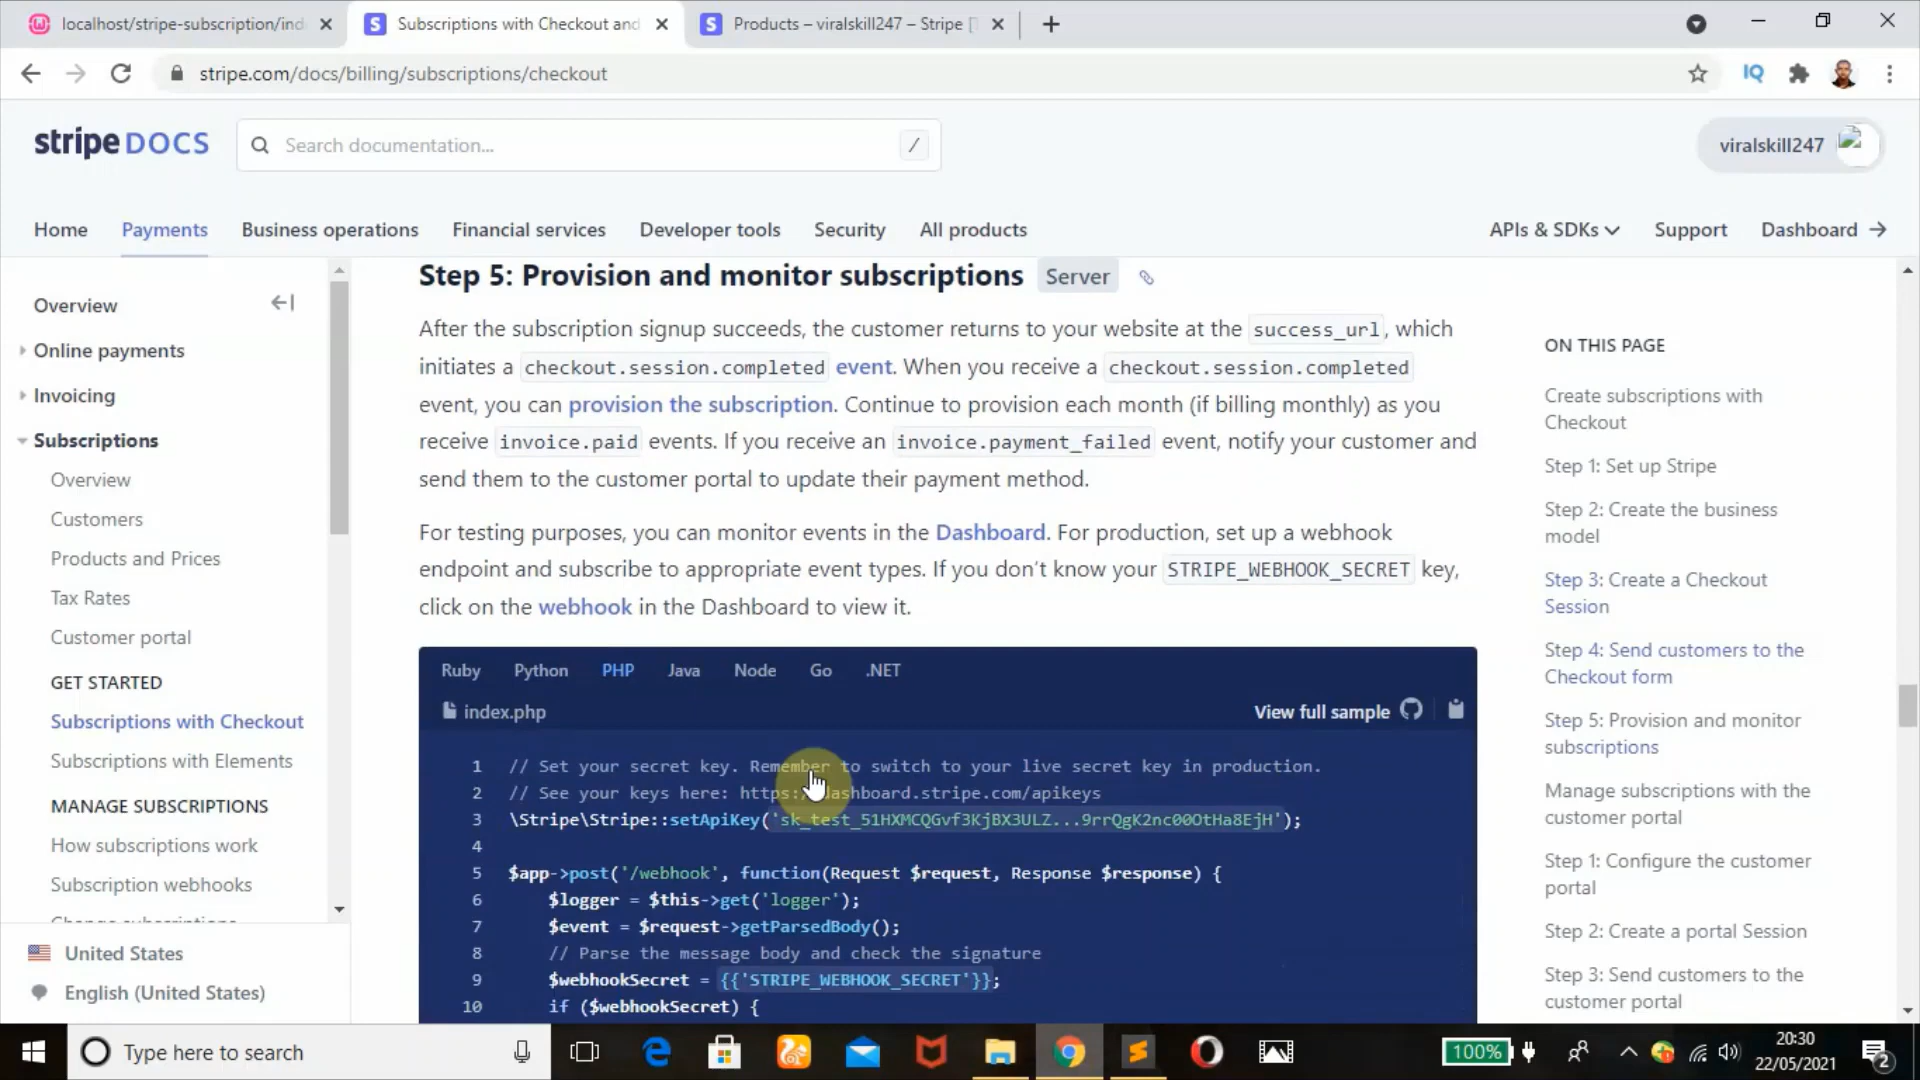 localhost/stripe-subscription/ind
Subscriptions with Checkout and
Products – viralskill247 – Stripe [T
stripe.com/docs/billing/subscriptions/checkout
IQ
stripe DOCS
Search documentation...
/
viralskill247
Home
Payments
Business operations
Financial services
Developer tools
Security
All products
APIs & SDKs
Support
Dashboard
Overview
Online payments
Invoicing
Subscriptions
Overview
Customers
Products and Prices
Tax Rates
Customer portal
GET STARTED
Subscriptions with Checkout
Subscriptions with Elements
MANAGE SUBSCRIPTIONS
How subscriptions work
Subscription webhooks
Change subscriptions
United States
English (United States)
Step 5: Provision and monitor subscriptions Server
After the subscription signup succeeds, the customer returns to your website at the success_url, which
initiates a checkout.session.completed event. When you receive a checkout.session.completed
event, you can provision the subscription. Continue to provision each month (if billing monthly) as you
receive invoice.paid events. If you receive an invoice.payment_failed event, notify your customer and
send them to the customer portal to update their payment method.
For testing purposes, you can monitor events in the Dashboard. For production, set up a webhook
endpoint and subscribe to appropriate event types. If you don’t know your STRIPE_WEBHOOK_SECRET key,
click on the webhook in the Dashboard to view it.
Ruby Python PHP Java Node Go .NET
index.php
View full sample
1 // Set your secret key. Remember to switch to your live secret key in production.
2 // See your keys here: https://dashboard.stripe.com/apikeys
3 \Stripe\Stripe::setApiKey('sk_test_51HXMCQGvf3KjBX3ULZ...9rrQgK2nc00OtHa8EjH');
4
5 $app->post('/webhook', function(Request $request, Response $response) {
6 $logger = $this->get('logger');
7 $event = $request->getParsedBody();
8 // Parse the message body and check the signature
9 $webhookSecret = {{'STRIPE_WEBHOOK_SECRET'}};
10 if ($webhookSecret) {
ON THIS PAGE
Create subscriptions with
Checkout
Step 1: Set up Stripe
Step 2: Create the business
model
Step 3: Create a Checkout
Session
Step 4: Send customers to the
Checkout form
Step 5: Provision and monitor
subscriptions
Manage subscriptions with the
customer portal
Step 1: Configure the customer
portal
Step 2: Create a portal Session
Step 3: Send customers to the
customer portal
Type here to search
100%
20:30
22/05/2021
2